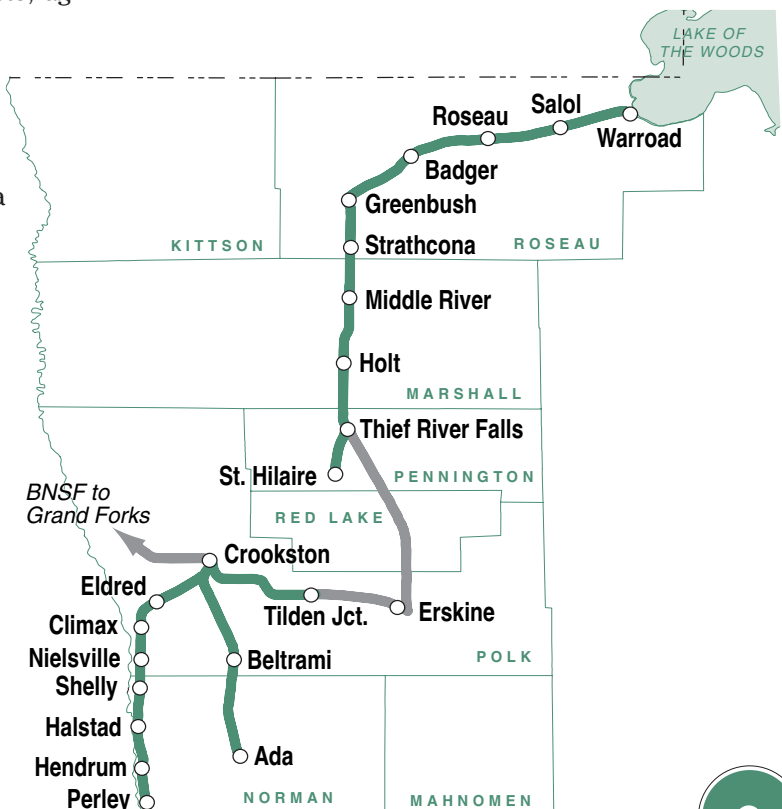 LAKE OF
THE WOODS
Salol
Roseau
Warroad
Badger
Greenbush
KITTSON
Strathcona
ROSEAU
Middle River
Holt
MARSHALL
Thief River Falls
St. Hilaire
PENNINGTON
BNSF to
Grand Forks
RED LAKE
Crookston
Eldred
Tilden Jct.
Erskine
Climax
Nielsville
Beltrami
POLK
Shelly
Halstad
Ada
Hendrum
Perley
NORMAN
MAHNOMEN